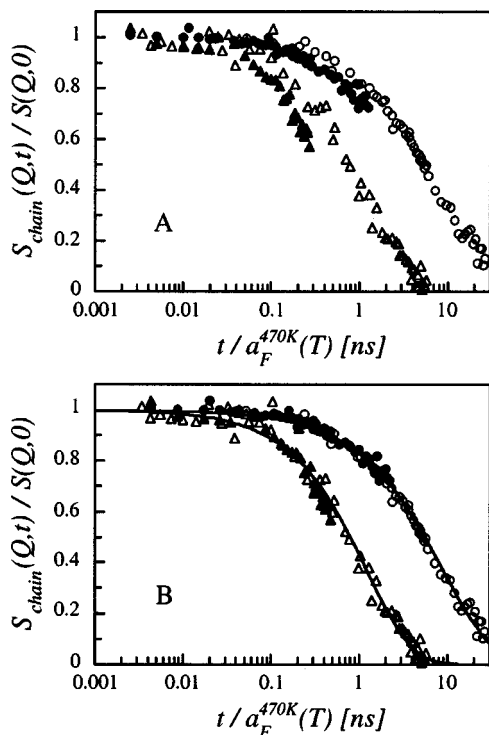 S_chain(Q,t) / S(Q,0)
1
0.8
0.6
0.4
0.2
0
A
0.001 0.01 0.1 1 10
t / a_F^470K(T) [ns]
S_chain(Q,t) / S(Q,0)
1
0.8
0.6
0.4
0.2
0
B
0.001 0.01 0.1 1 10
t / a_F^470K(T) [ns]